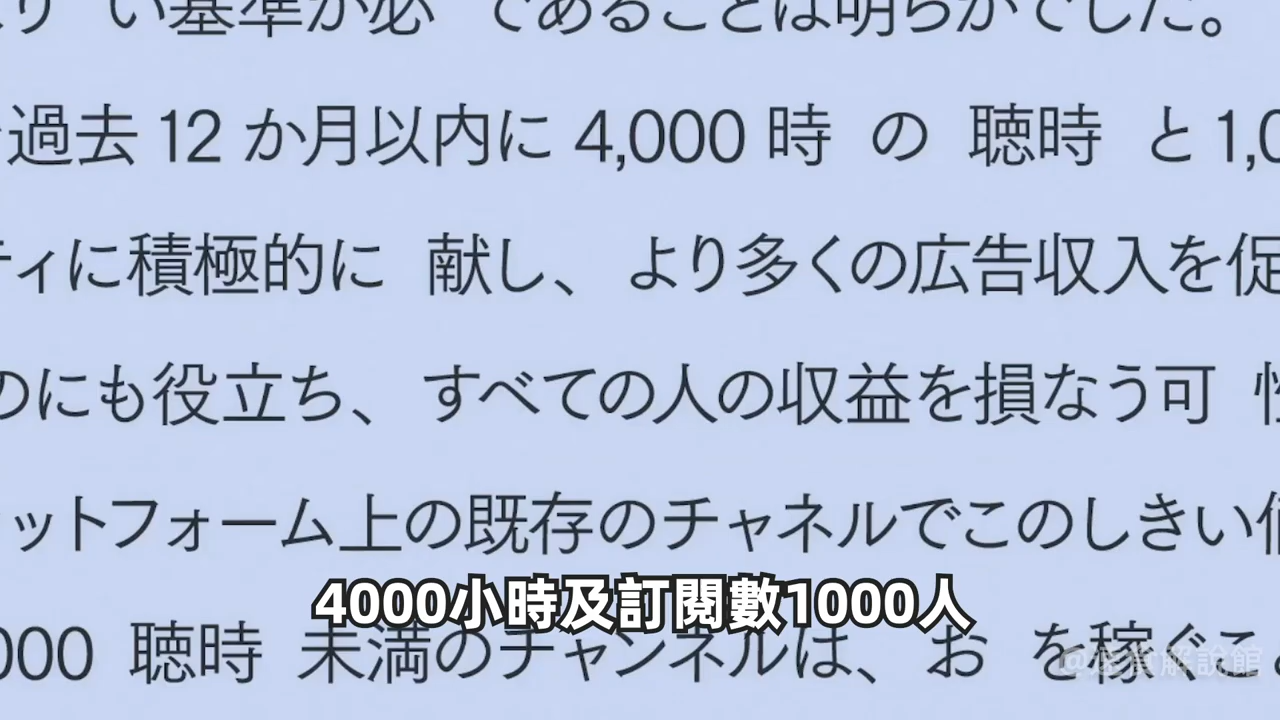 い基準が必 であることは明らかでした。
過去 12 か月以内に 4,000 時 の 聴時 と 1,0
ティに積極的に 献し、 より多くの広告収入を促
のにも役立ち、 すべての人の収益を損なう可 性
ットフォーム上の既存のチャネルでこのしきい値
4000小時及訂閱數1000人
000 聴時 未満のチャンネルは、 お を稼ぐこ